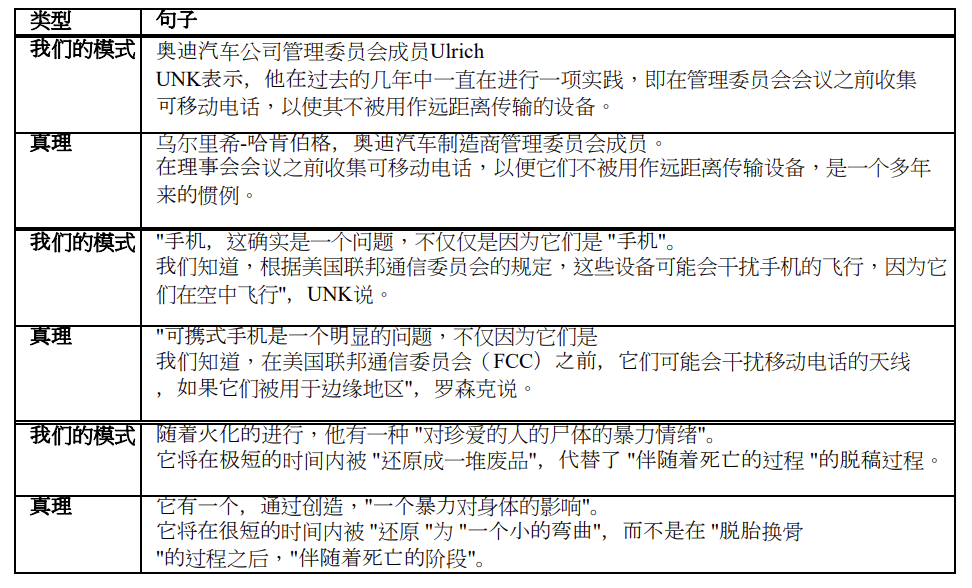 类型 句子
我们的模式 奥迪汽车公司管理委员会成员Ulrich
UNK表示, 他在过去的几年中一直在进行一项实践，即在管理委员会会议之前收集
可移动电话，以使其不被用作远距离传输的设备。
真理 乌尔里希-哈肯伯格, 奥迪汽车制造商管理委员会成员。
在理事会会议之前收集可移动电话，以便它们不被用作远距离传输设备，是一个多年
来的惯例。
我们的模式 "手机, 这确实是一个问题，不仅仅是因为它们是 "手机"。
我们知道，根据美国联邦通信委员会的规定，这些设备可能会干扰手机的飞行，因为它
们在空中飞行", UNK说。
真理 "可携式手机是一个明显的问题，不仅因为它们是
我们知道，在美国联邦通信委员会（FCC）之前, 它们可能会干扰移动电话的天线
, 如果它们被用于边缘地区", 罗森克说。
我们的模式 随着火化的进行，他有一种 "对珍爱的人的尸体的暴力情绪"。
它将在极短的时间内被 "还原成一堆废品", 代替了 "伴随着死亡的过程 "的脱稿过程。
真理 它有一个, 通过创造，"一个暴力对身体的影响"。
它将在很短的时间内被 "还原 "为 "一个小的弯曲", 而不是在 "脱胎换骨
"的过程之后，"伴随着死亡的阶段"。